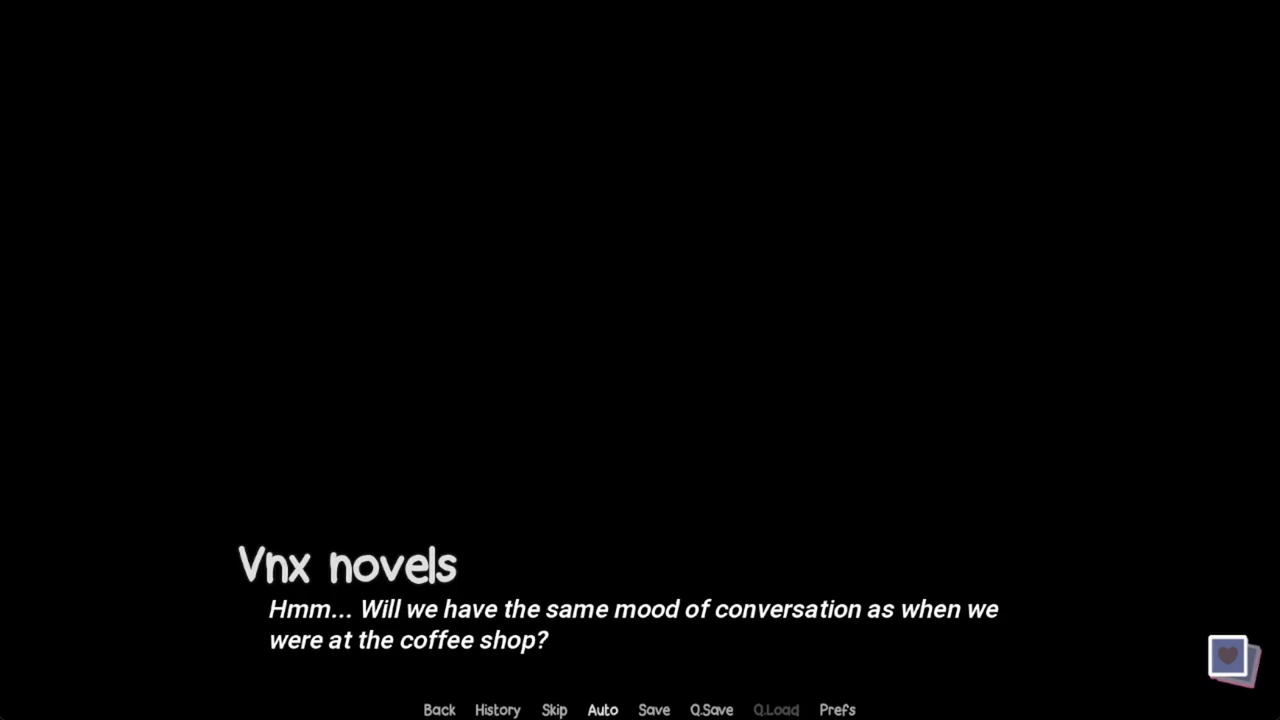 Vnx novels
Hmm... Will we have the same mood of conversation as when we
were at the coffee shop?
Back History Skip Auto Save Q.Save Q.Load Prefs